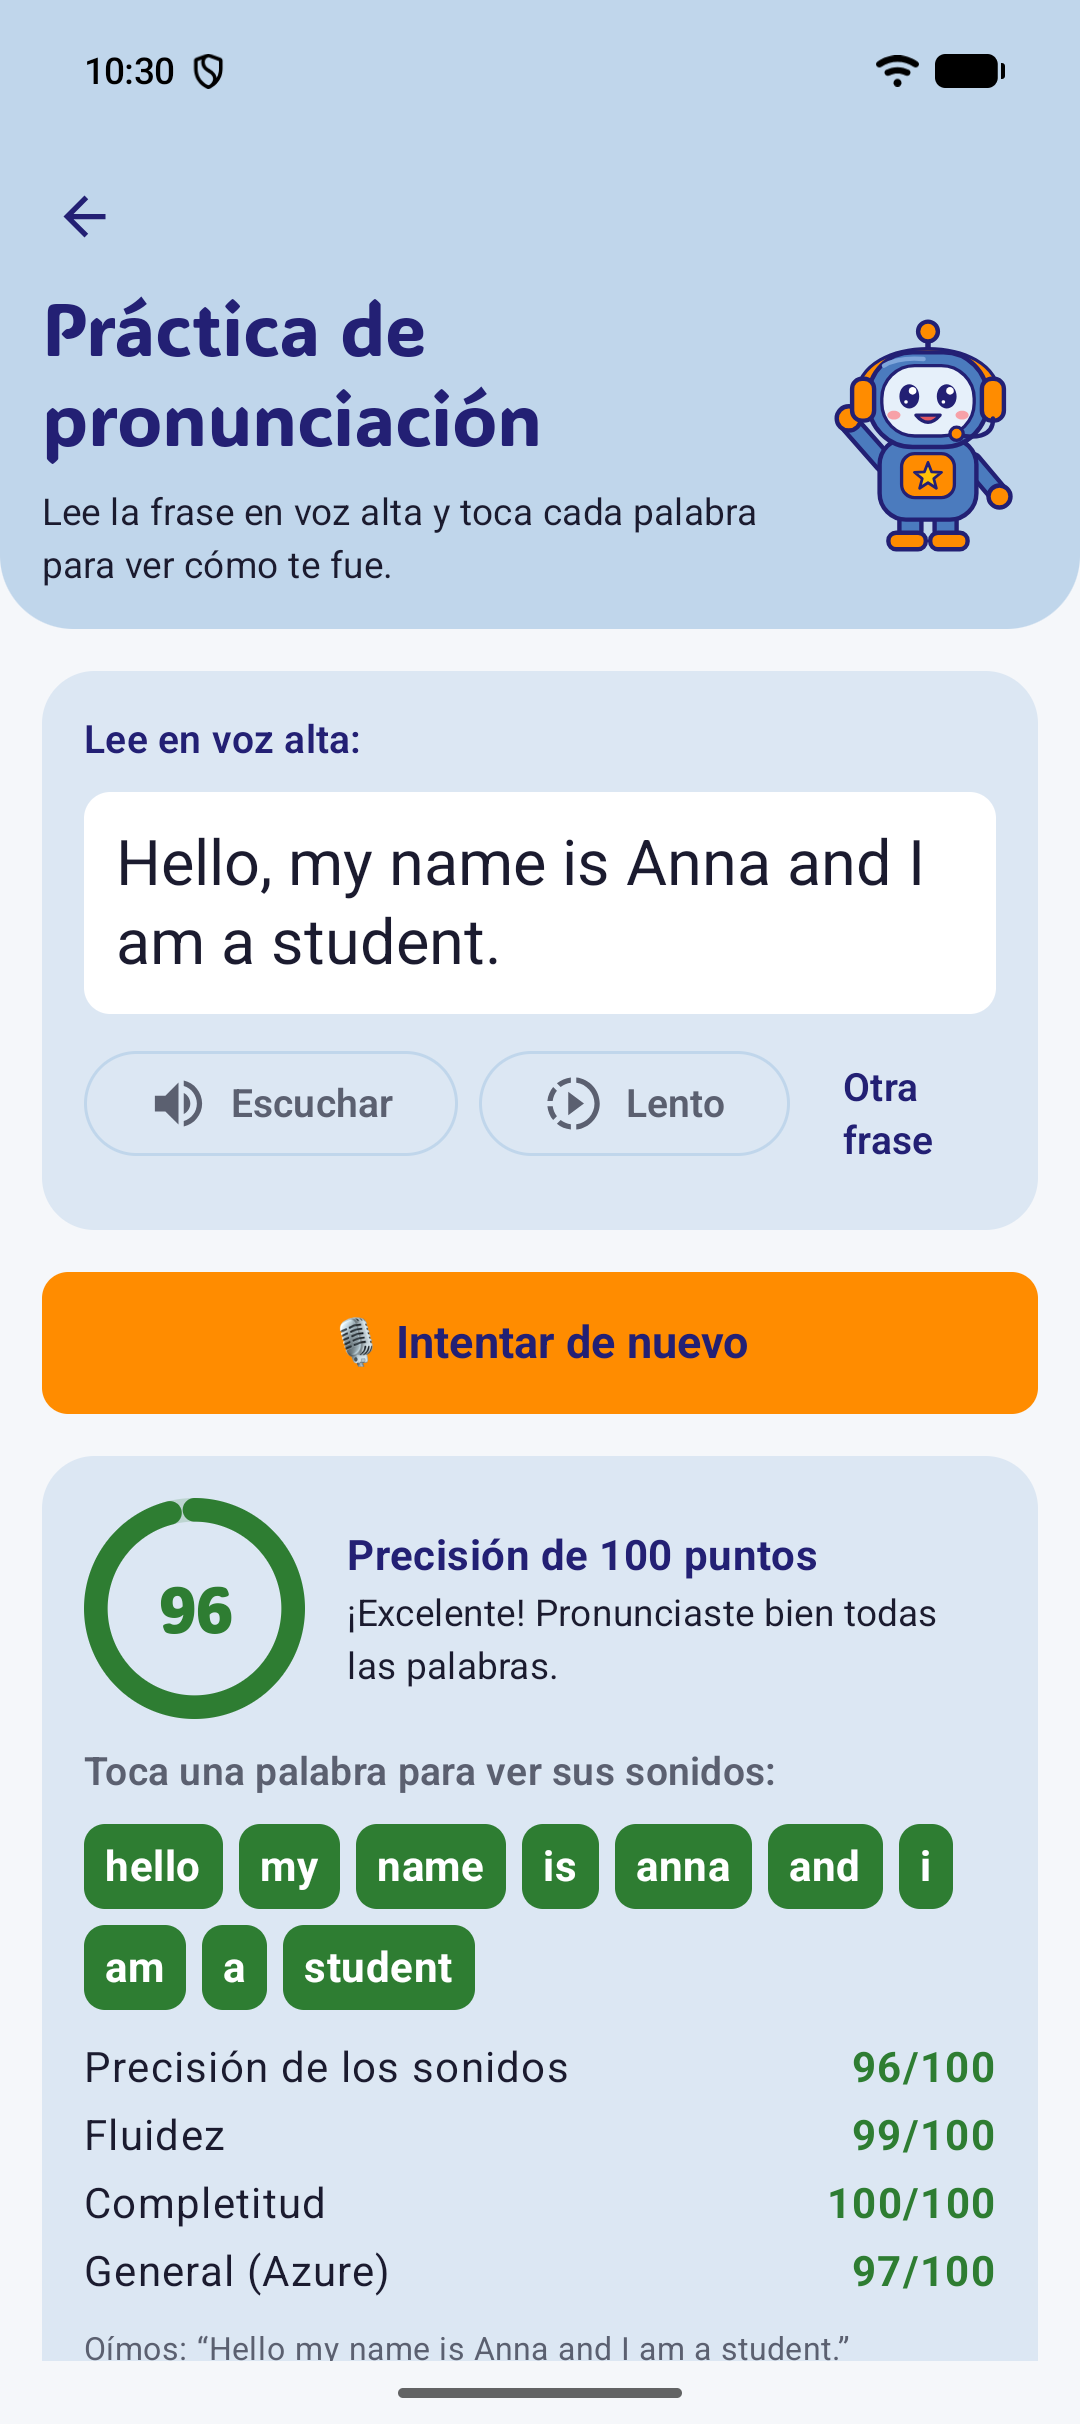 10:30
Práctica de
pronunciación
Lee la frase en voz alta y toca cada palabra
para ver cómo te fue.
Lee en voz alta:
Hello, my name is Anna and I
am a student.
Escuchar
Lento
Otra
frase
Intentar de nuevo
96
Precisión de 100 puntos
¡Excelente! Pronunciaste bien todas
las palabras.
Toca una palabra para ver sus sonidos:
hello my name is anna and i
am a student
Precisión de los sonidos 96/100
Fluidez 99/100
Completitud 100/100
General (Azure) 97/100
Oímos: “Hello my name is Anna and I am a student.”